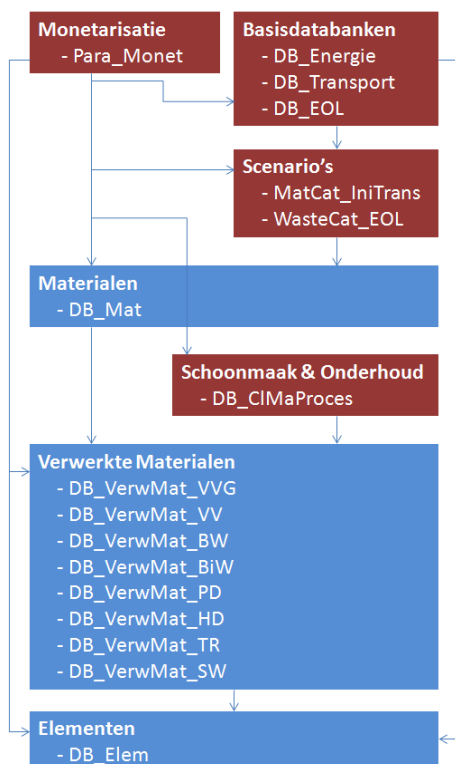 Monetarisatie
- Para_Monet
Basisdatabanken
- DB_Energie
- DB_Transport
- DB_EOL
Scenario's
- MatCat_IniTrans
- WasteCat_EOL
Materialen
- DB_Mat
Schoonmaak & Onderhoud
- DB_ClMaProces
Verwerkte Materialen
- DB_VerwMat_VVG
- DB_VerwMat_VV
- DB_VerwMat_BW
- DB_VerwMat_BiW
- DB_VerwMat_PD
- DB_VerwMat_HD
- DB_VerwMat_TR
- DB_VerwMat_SW
Elementen
- DB_Elem